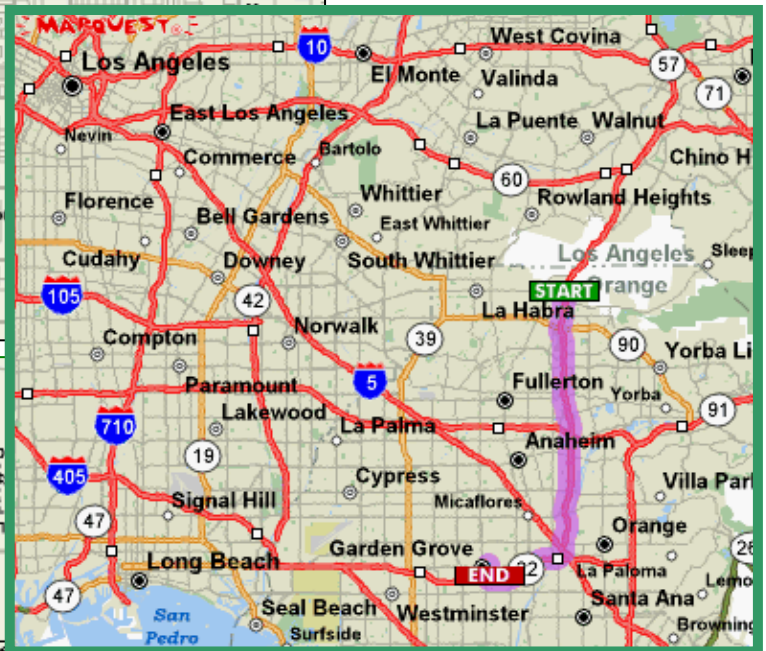 MAPQUEST
10
West Covina
57
Los Angeles
El Monte
Valinda
71
East Los Angeles
La Puente
Walnut
Nevin
Commerce
Bartolo
Chino H
60
Whittier
Rowland Heights
Florence
Bell Gardens
East Whittier
Cudahy
Downey
South Whittier
Los Angeles
Sleep
Orange
START
105
42
La Habra
Compton
Norwalk
39
90
Yorba Li
5
Fullerton
Paramount
Yorba
91
710
Lakewood
La Palma
Anaheim
19
405
Cypress
Villa Park
Signal Hill
Micaflores
47
Orange
Garden Grove
Long Beach
END
22
La Paloma
Lemo
47
San
Pedro
Seal Beach
Westminster
Santa Ana
Surfside
Browning